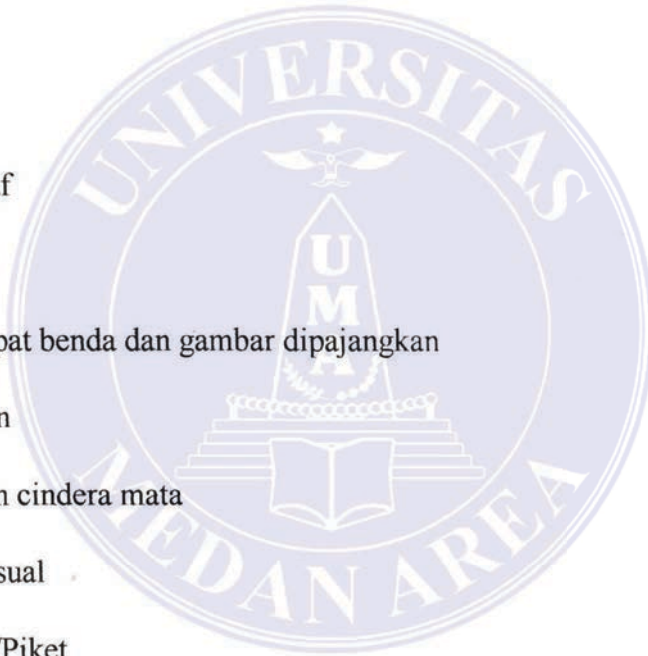 UNIVERSITAS
f
U
M
A
pat benda dan gambar dipajangkan
n
n cindera mata
sual
/Piket
MEDAN AREA